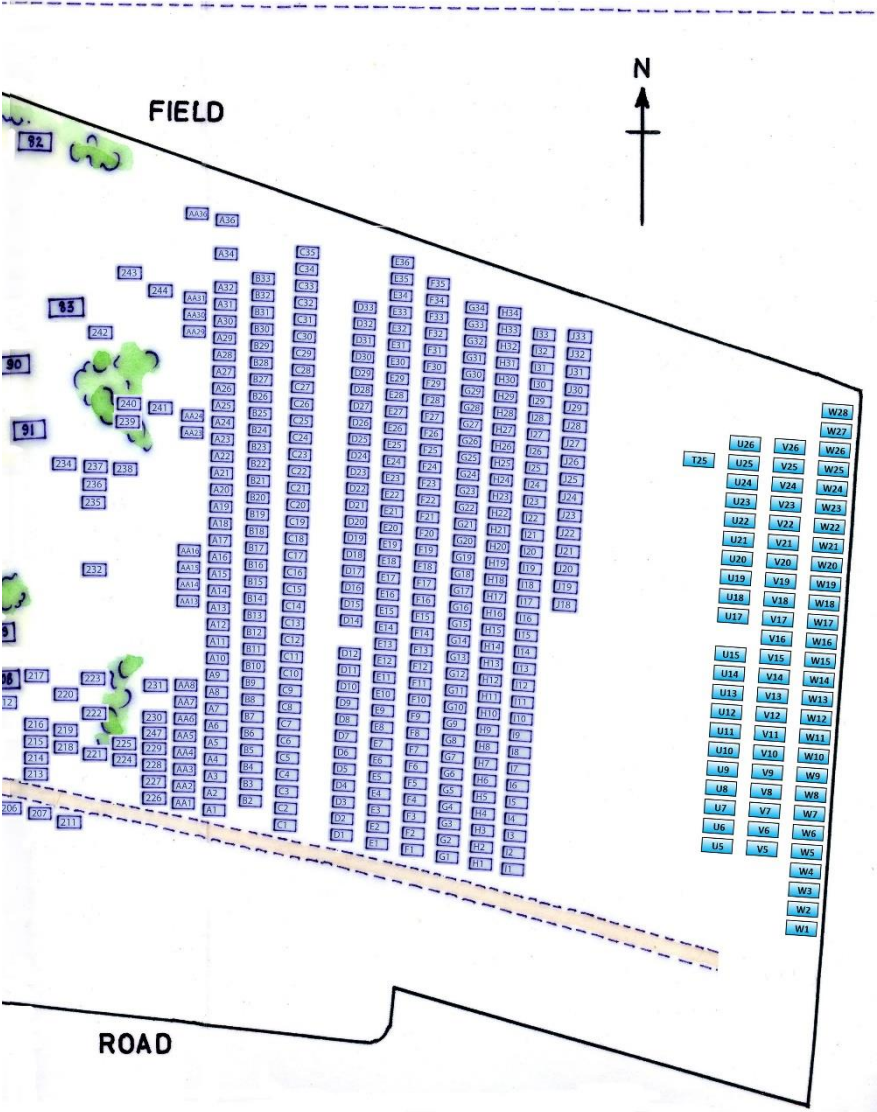 FIELD
N
82
AA36
A36
243
244
83
242
90
91
240
241
239
234
237
238
236
235
232
217
223
220
222
216
219
215
218
221
225
224
214
213
206
207
211
231
230
247
229
228
227
226
AA31
AA30
AA29
AA24
AA23
AA16
AA15
AA14
AA13
AA8
AA7
AA6
AA5
AA4
AA3
AA2
AA1
A34
A32
A31
A30
A29
A28
A27
A26
A25
A24
A23
A22
A21
A20
A19
A18
A17
A16
A15
A14
A13
A12
A11
A10
A9
A8
A7
A6
A5
A4
A3
A2
A1
B33
B32
B31
B30
B29
B28
B27
B26
B25
B24
B23
B22
B21
B20
B19
B18
B17
B16
B15
B14
B13
B12
B11
B10
B9
B8
B7
B6
B5
B4
B3
B2
C35
C34
C33
C32
C31
C30
C29
C28
C27
C26
C25
C24
C23
C22
C21
C20
C19
C18
C17
C16
C15
C14
C13
C12
C11
C10
C9
C8
C7
C6
C5
C4
C3
C2
C1
D33
D32
D31
D30
D29
D28
D27
D26
D25
D24
D23
D22
D21
D20
D19
D18
D17
D16
D15
D14
D12
D11
D10
D9
D8
D7
D6
D5
D4
D3
D2
D1
E36
E35
E34
E33
E32
E11
E30
E29
E28
E27
E26
E25
E24
E23
E22
E21
E20
E19
E18
E17
E16
E15
E14
E13
E12
E11
E10
E9
E8
E7
E6
E5
E4
E3
E2
E1
F35
F34
F33
F32
F31
F30
F29
F28
F27
F26
F25
F24
F23
F22
F21
F20
F19
F18
F17
F16
F15
F14
F13
F12
F11
F10
F9
F8
F7
F6
F5
F4
F3
F2
F1
G34
G33
G32
G31
G30
G29
G28
G27
G26
G25
G24
G23
G22
G21
G20
G19
G18
G17
G16
G15
G14
G13
G12
G11
G10
G9
G8
G7
G6
G5
G4
G3
G2
G1
H34
H33
H32
H31
H30
H29
H28
H27
H26
H25
H24
H23
H22
H21
H20
H19
H18
H17
H16
H15
H14
H13
H12
H11
H10
H9
H8
H7
H6
H5
H4
H3
H2
H1
I33
I32
I31
I30
I29
I28
I27
I26
I25
I24
I23
I22
I21
I20
I19
I18
I17
I16
I15
I14
I13
I12
I11
I10
I9
I8
I7
I6
I5
I4
I3
I2
I1
J33
J32
J31
J30
J29
J28
J27
J26
J25
J24
J23
J22
J21
J20
J19
J18
T25
U26
U25
U24
U23
U22
U21
U20
U19
U18
U17
U15
U14
U13
U12
U11
U10
U9
U8
U7
U6
U5
V26
V25
V24
V23
V22
V21
V20
V19
V18
V17
V16
V15
V14
V13
V12
V11
V10
V9
V8
V7
V6
V5
W28
W27
W26
W25
W24
W23
W22
W21
W20
W19
W18
W17
W16
W15
W14
W13
W12
W11
W10
W9
W8
W7
W6
W5
W4
W3
W2
W1
ROAD